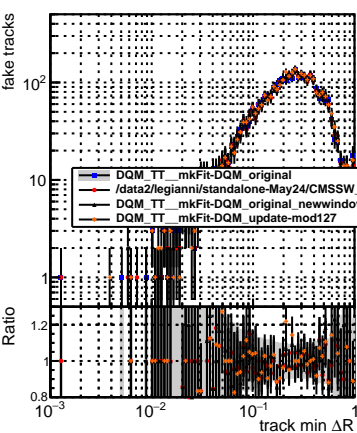 fake tracks
10²
10
1
DQM_TT__mkFit-DQM_original
/data2/legianni/standalone-May24/CMSSW_
DQM_TT__mkFit-DQM_original_newwindo
DQM_TT__mkFit-DQM_update-mod127
Ratio
1.2
1
0.8
10⁻³ 10⁻² 10⁻¹ 1
track min ΔR